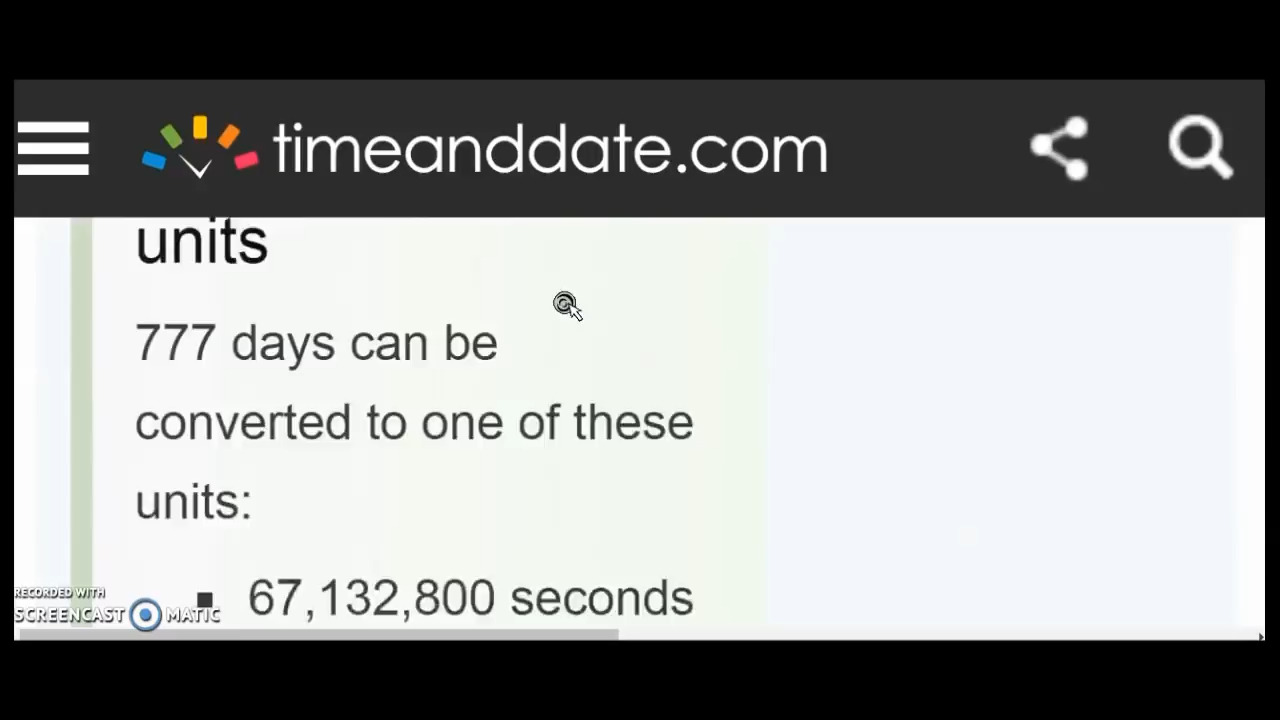 timeanddate.com
units
777 days can be
converted to one of these
units:
67,132,800 seconds
RECORDED WITH
SCREENCAST MATIC